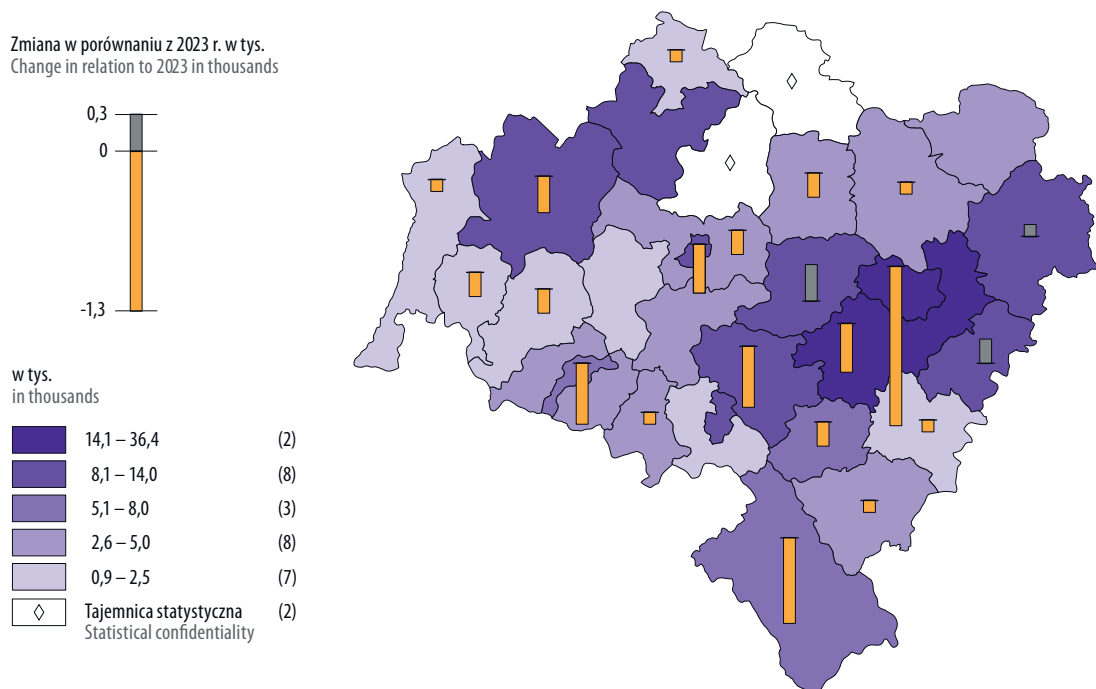 Zmiana w porównaniu z 2023 r. w tys.
Change in relation to 2023 in thousands
0,3
0
-1,3
w tys.
in thousands
14,1 – 36,4 (2)
8,1 – 14,0 (8)
5,1 – 8,0 (3)
2,6 – 5,0 (8)
0,9 – 2,5 (7)
Tajemnica statystyczna (2)
Statistical confidentiality